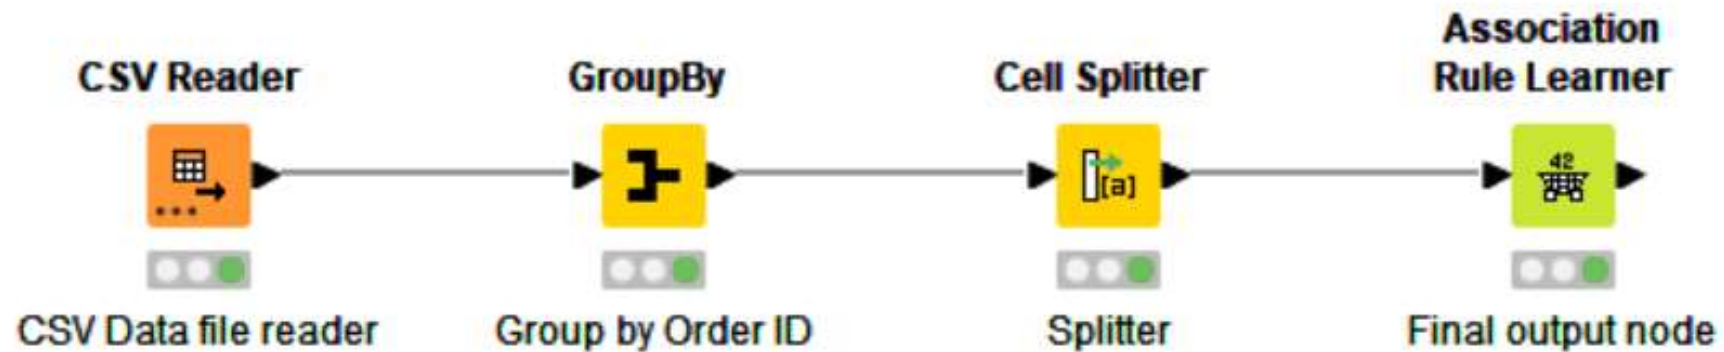 CSV Reader
GroupBy
Cell Splitter
Association
Rule Learner
[a]
42
CSV Data file reader
Group by Order ID
Splitter
Final output node